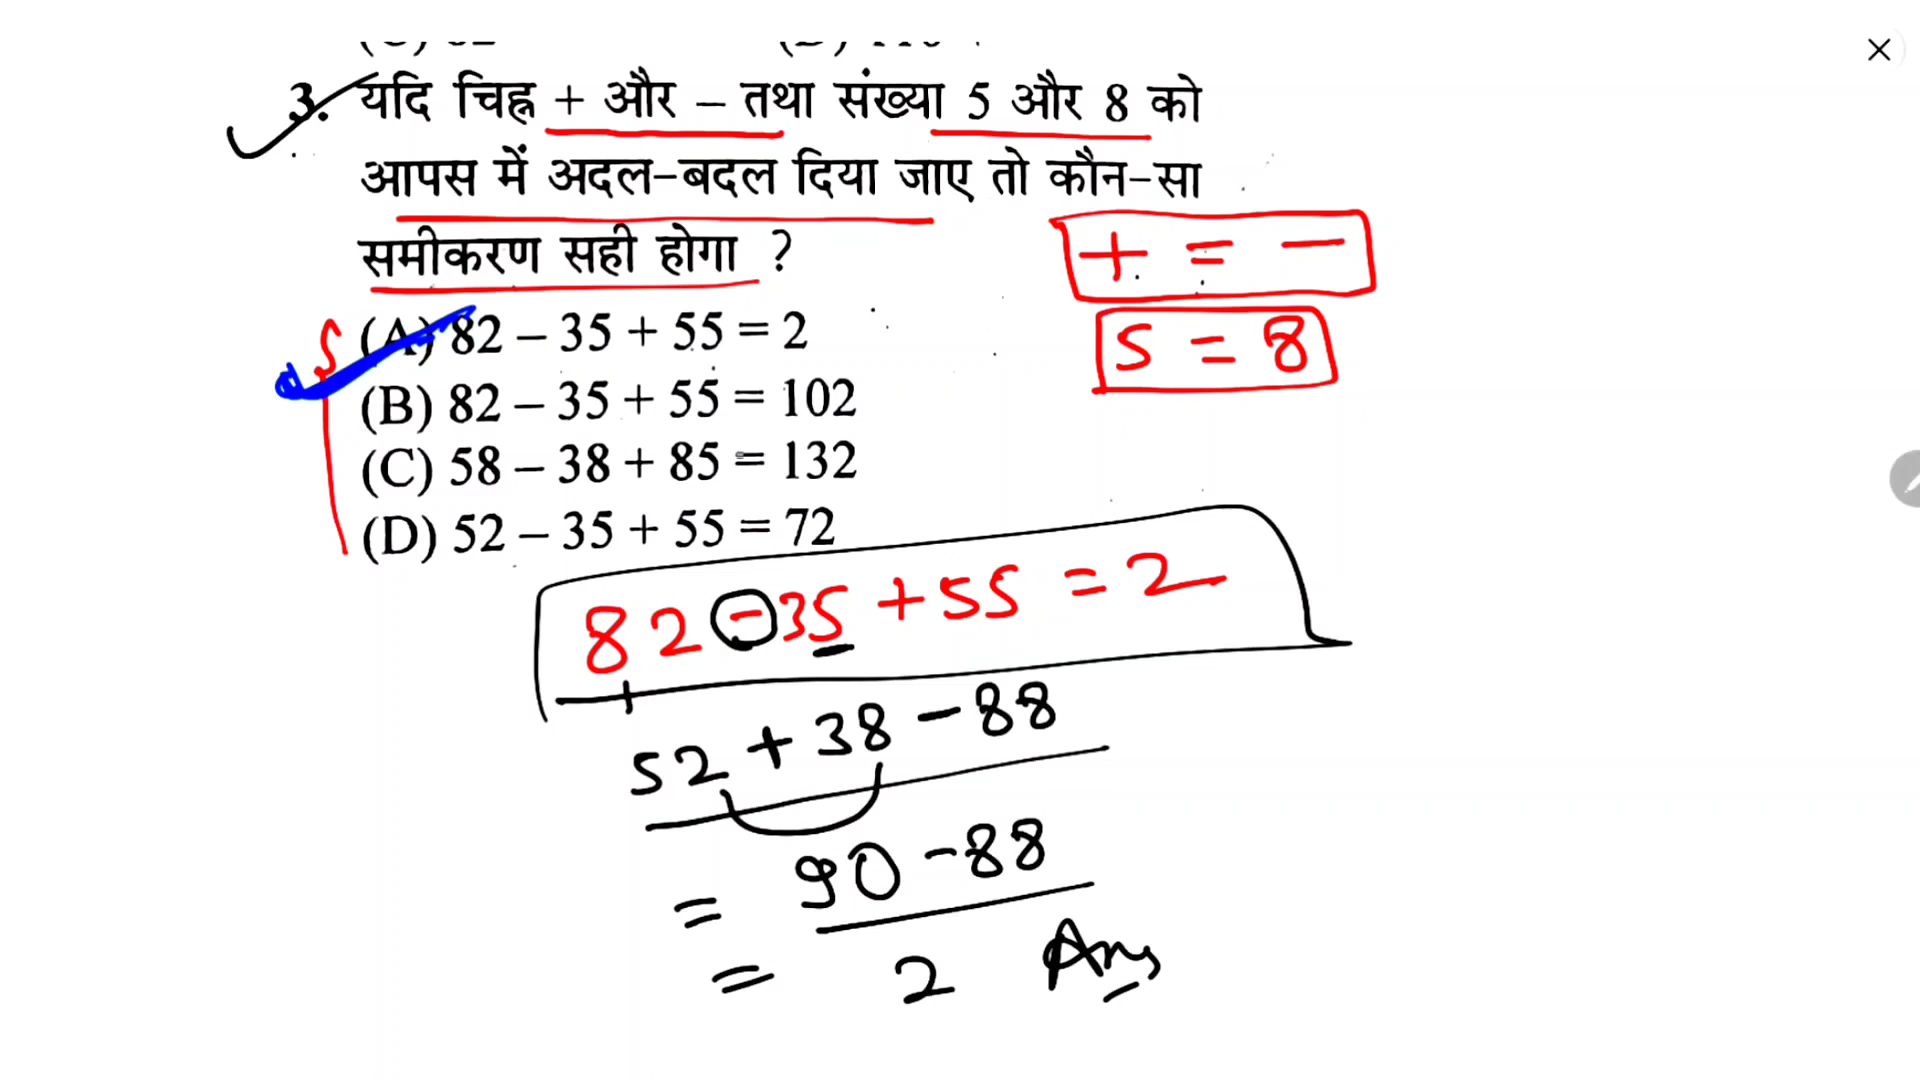 3. यदि चिह्न + और – तथा संख्या 5 और 8 को
आपस में अदल-बदल दिया जाए तो कौन-सा
समीकरण सही होगा ?
+ = –
(A) 82 – 35 + 55 = 2
5 = 8
(B) 82 – 35 + 55 = 102
(C) 58 – 38 + 85 = 132
(D) 52 – 35 + 55 = 72
82 – 35 + 55 = 2
52 + 38 – 88
= 90 – 88
= 2 Ans